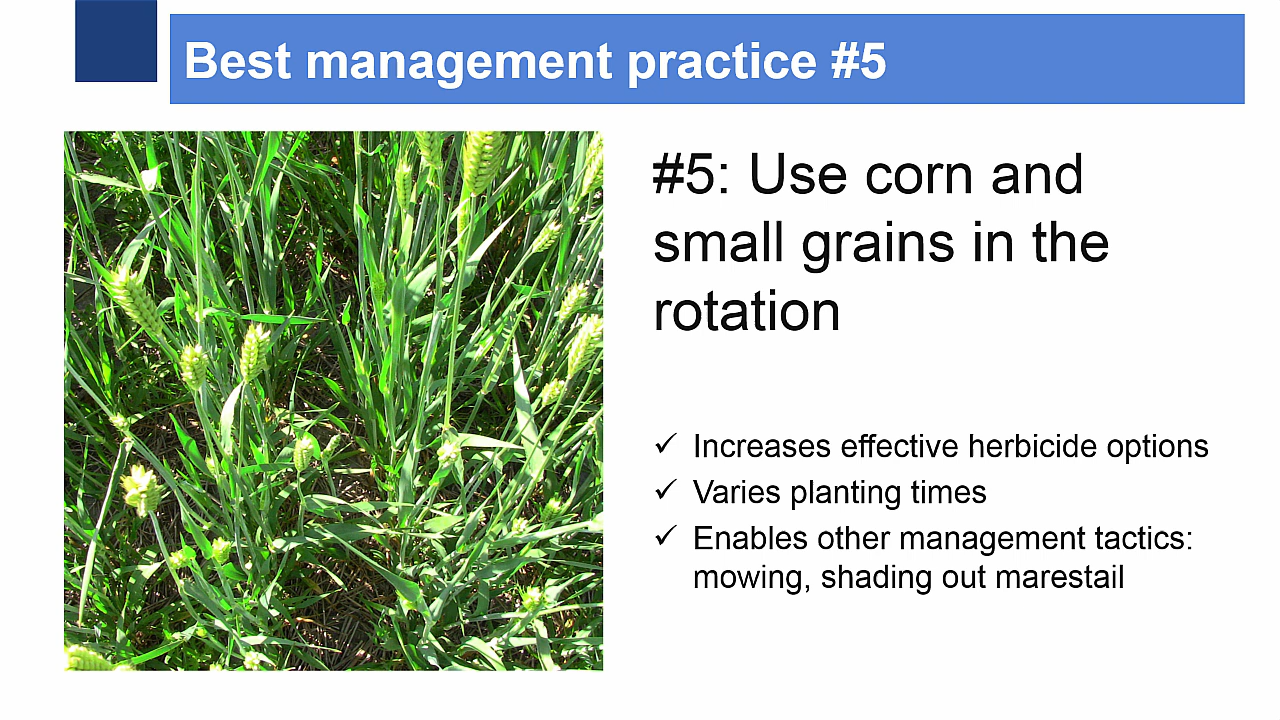 Best management practice #5
#5: Use corn and
small grains in the
rotation
✓ Increases effective herbicide options
✓ Varies planting times
✓ Enables other management tactics:
mowing, shading out marestail